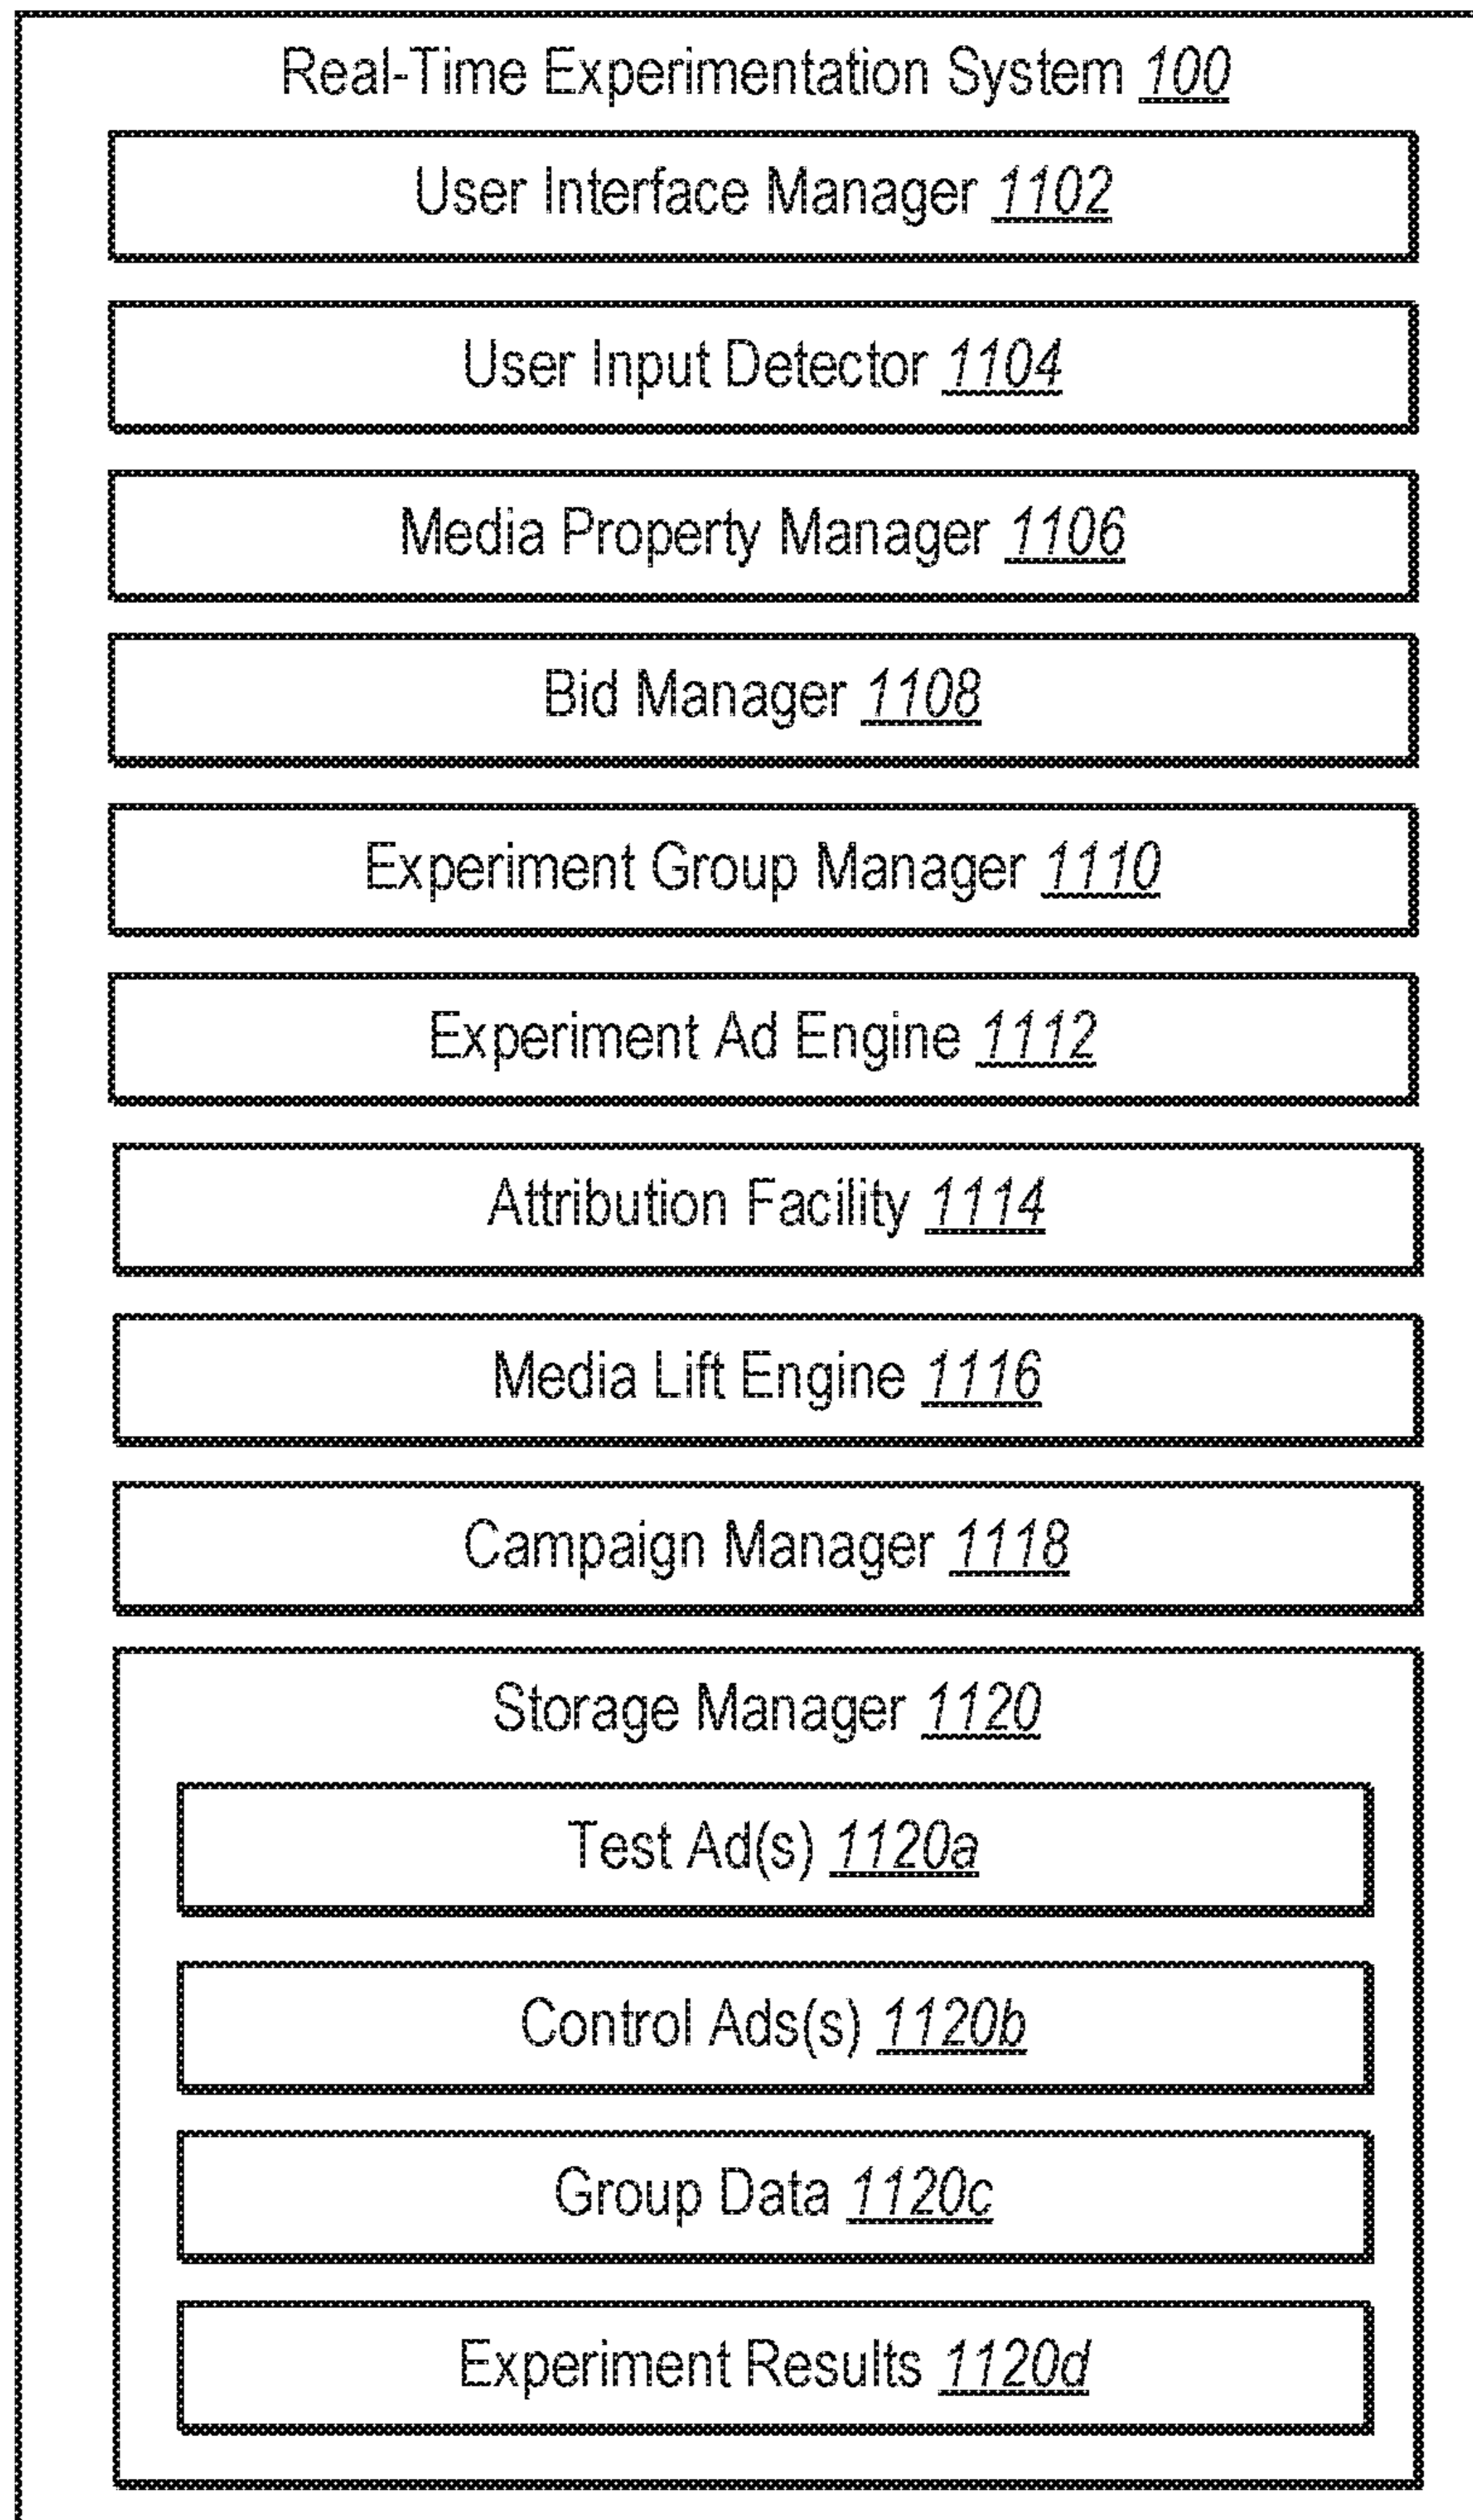 Real-Time Experimentation System 100
User Interface Manager 1102
User Input Detector 1104
Media Property Manager 1106
Bid Manager 1108
Experiment Group Manager 1110
Experiment Ad Engine 1112
Attribution Facility 1114
Media Lift Engine 1116
Campaign Manager 1118
Storage Manager 1120
Test Ad(s) 1120a
Control Ads(s) 1120b
Group Data 1120c
Experiment Results 1120d